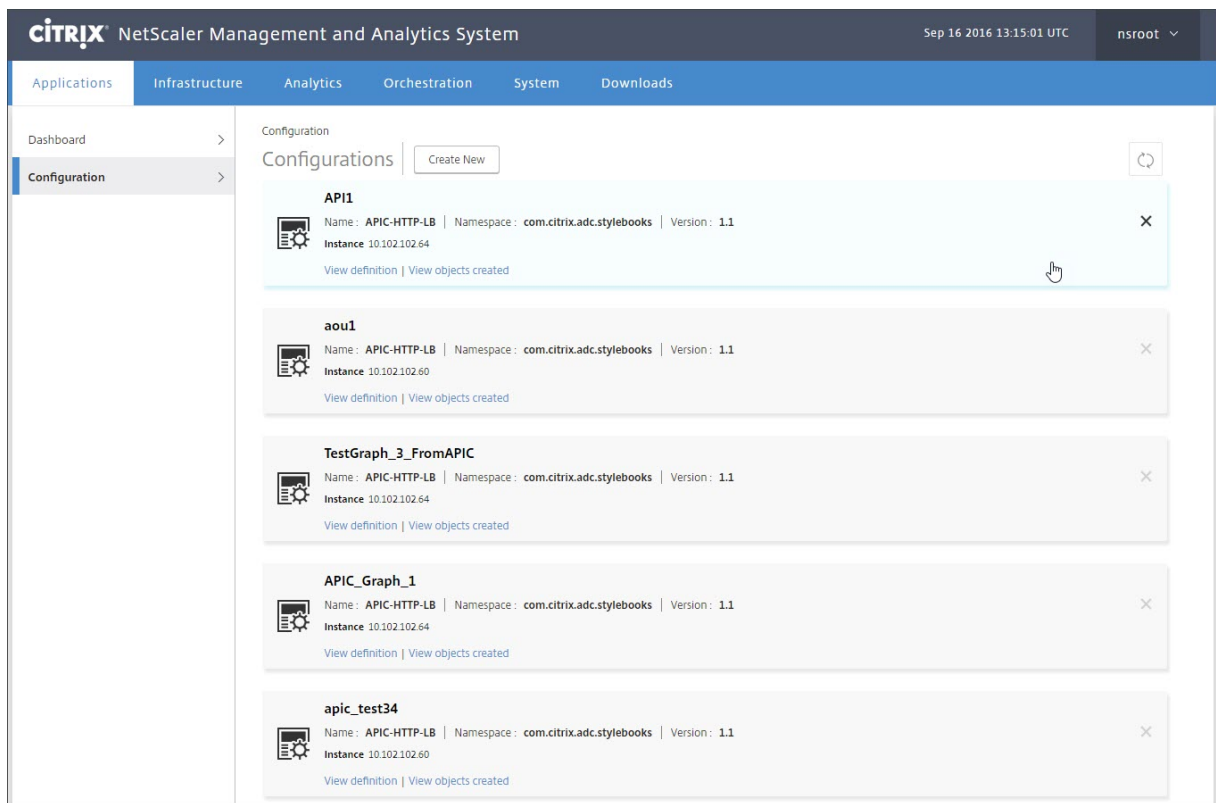 CİTRIX® NetScaler Management and Analytics System Sep 16 2016 13:15:01 UTC nsroot
Applications Infrastructure Analytics Orchestration System Downloads
Dashboard
Configuration
Configuration
Configurations Create New
API1
Name : APIC-HTTP-LB | Namespace : com.citrix.adc.stylebooks | Version : 1.1
Instance 10.102.102.64
View definition | View objects created
aou1
Name : APIC-HTTP-LB | Namespace : com.citrix.adc.stylebooks | Version : 1.1
Instance 10.102.102.60
View definition | View objects created
TestGraph_3_FromAPIC
Name : APIC-HTTP-LB | Namespace : com.citrix.adc.stylebooks | Version : 1.1
Instance 10.102.102.64
View definition | View objects created
APIC_Graph_1
Name : APIC-HTTP-LB | Namespace : com.citrix.adc.stylebooks | Version : 1.1
Instance 10.102.102.64
View definition | View objects created
apic_test34
Name : APIC-HTTP-LB | Namespace : com.citrix.adc.stylebooks | Version : 1.1
Instance 10.102.102.60
View definition | View objects created